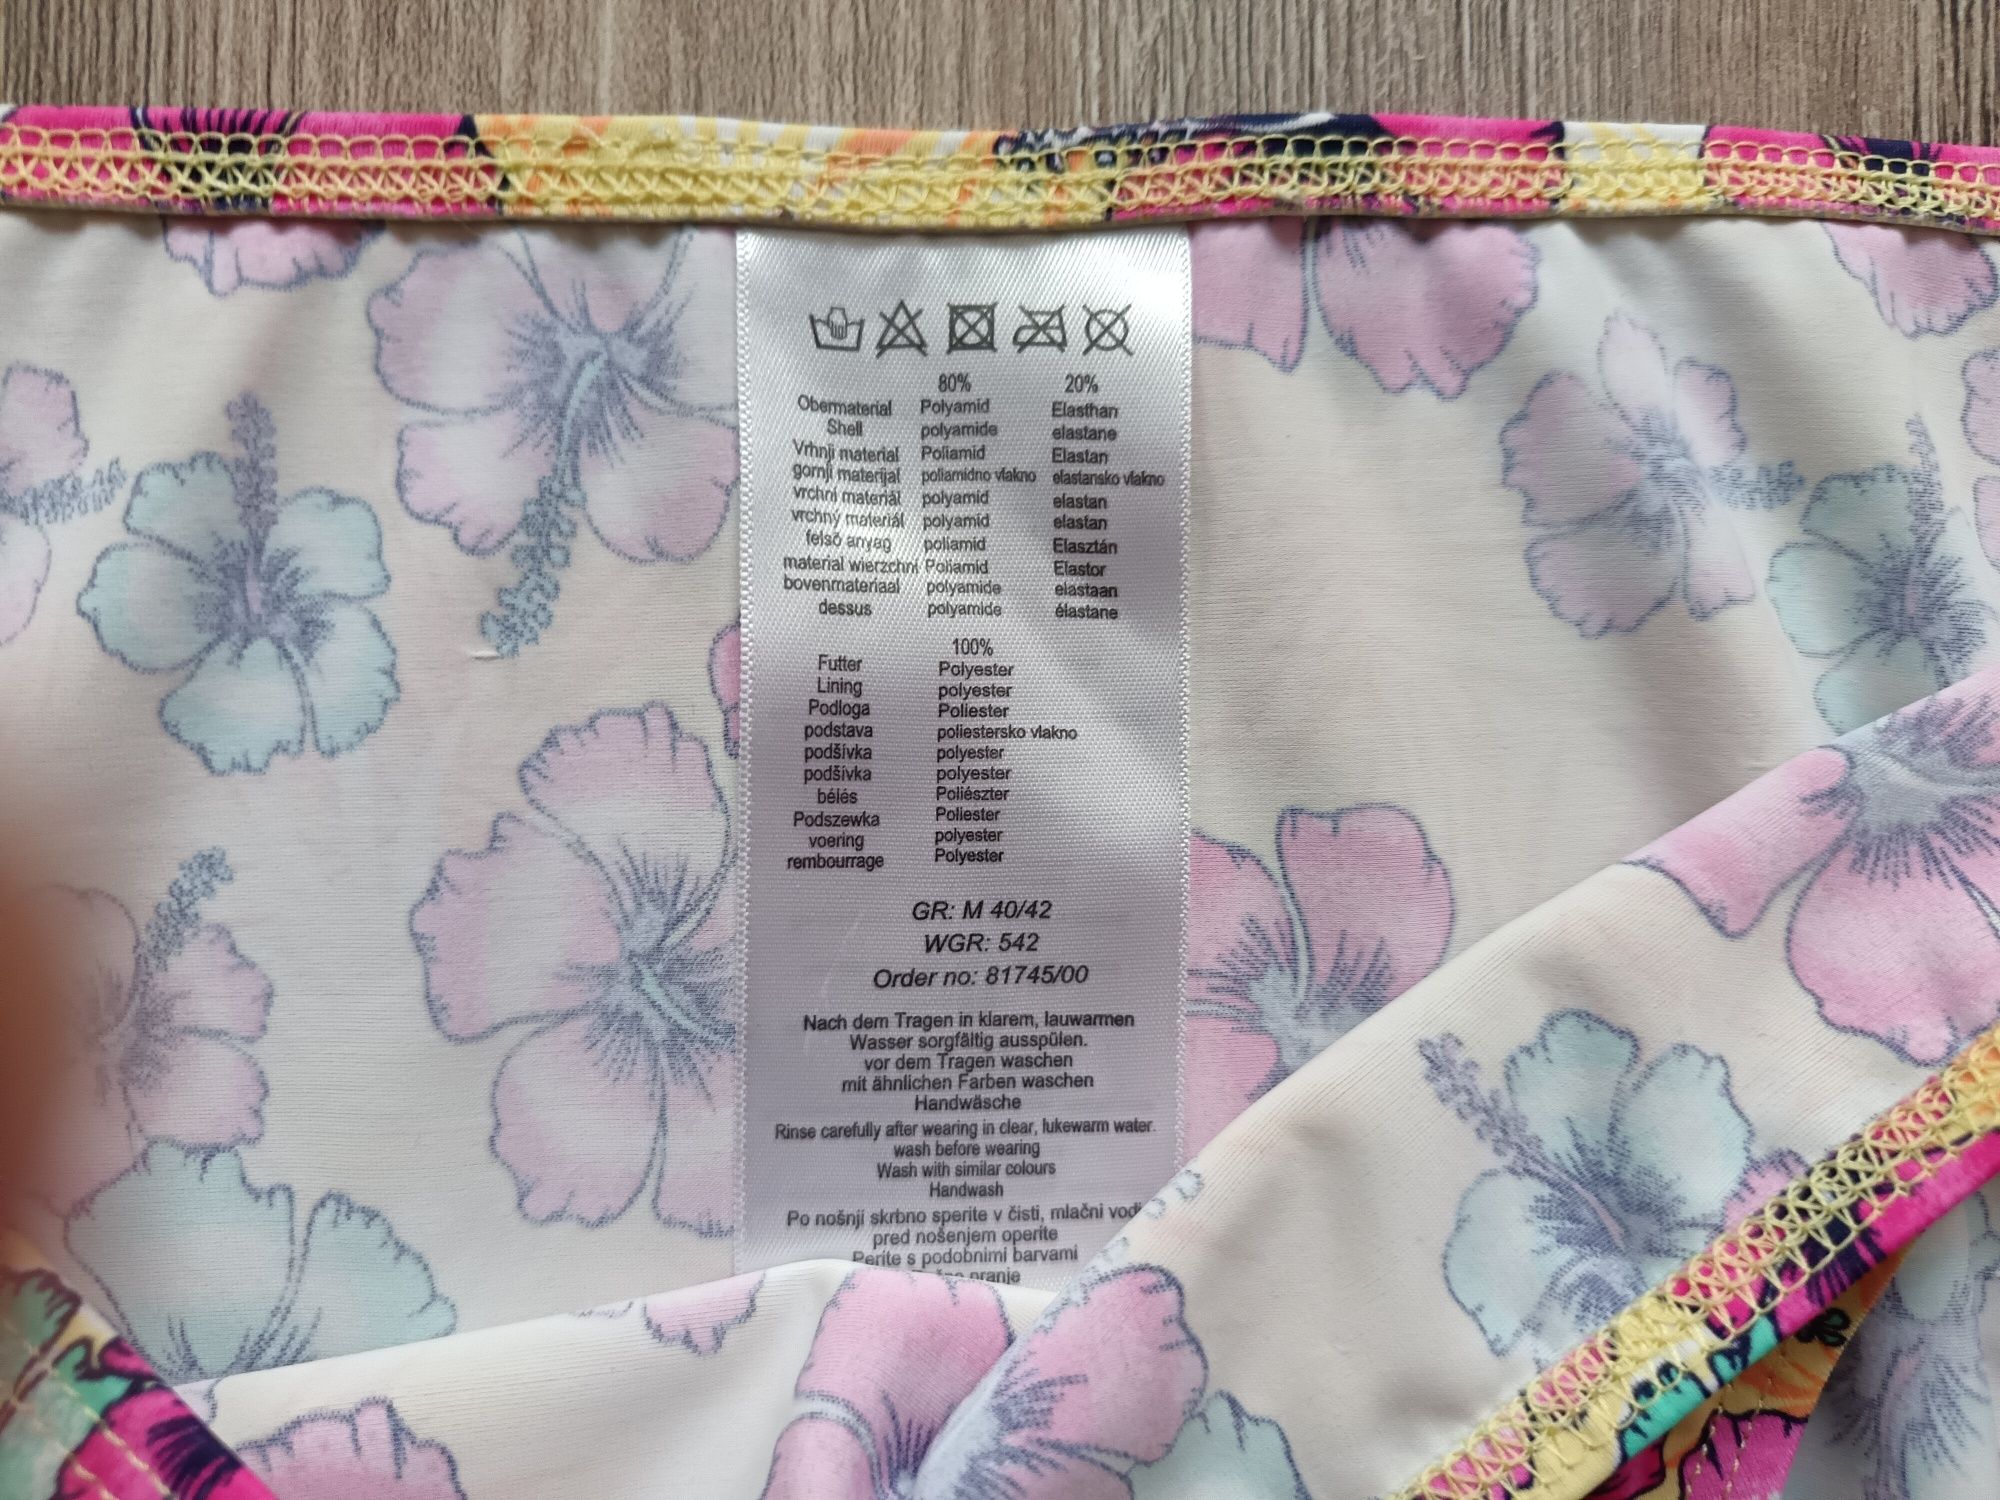 80% 20%
Obermaterial Polyamid Elasthan
Shell polyamide elastane
Vrhnji material Poliamid Elastan
gornji materijal poliamidno vlakno elastansko vlakno
vrchní materiál polyamid elastan
vrchný materiál polyamid elastan
felső anyag poliamid Elasztán
material wierzchni Poliamid Elastor
bovenmateriaal polyamide elastaan
dessus polyamide élastane
100%
Futter Polyester
Lining polyester
Podloga Poliester
podstava poliestersko vlakno
podšívka polyester
podšívka polyester
bélés Poliészter
Podszewka Poliester
voering polyester
rembourrage Polyester
GR: M 40/42
WGR: 542
Order no: 81745/00
Nach dem Tragen in klarem, lauwarmen
Wasser sorgfältig ausspülen.
vor dem Tragen waschen
mit ähnlichen Farben waschen
Handwäsche
Rinse carefully after wearing in clear, lukewarm water.
wash before wearing
Wash with similar colours
Handwash
Po nošnji skrbno sperite v čisti, mlačni vodi
pred nošenjem operite
Perite s podobnimi barvami
pranje